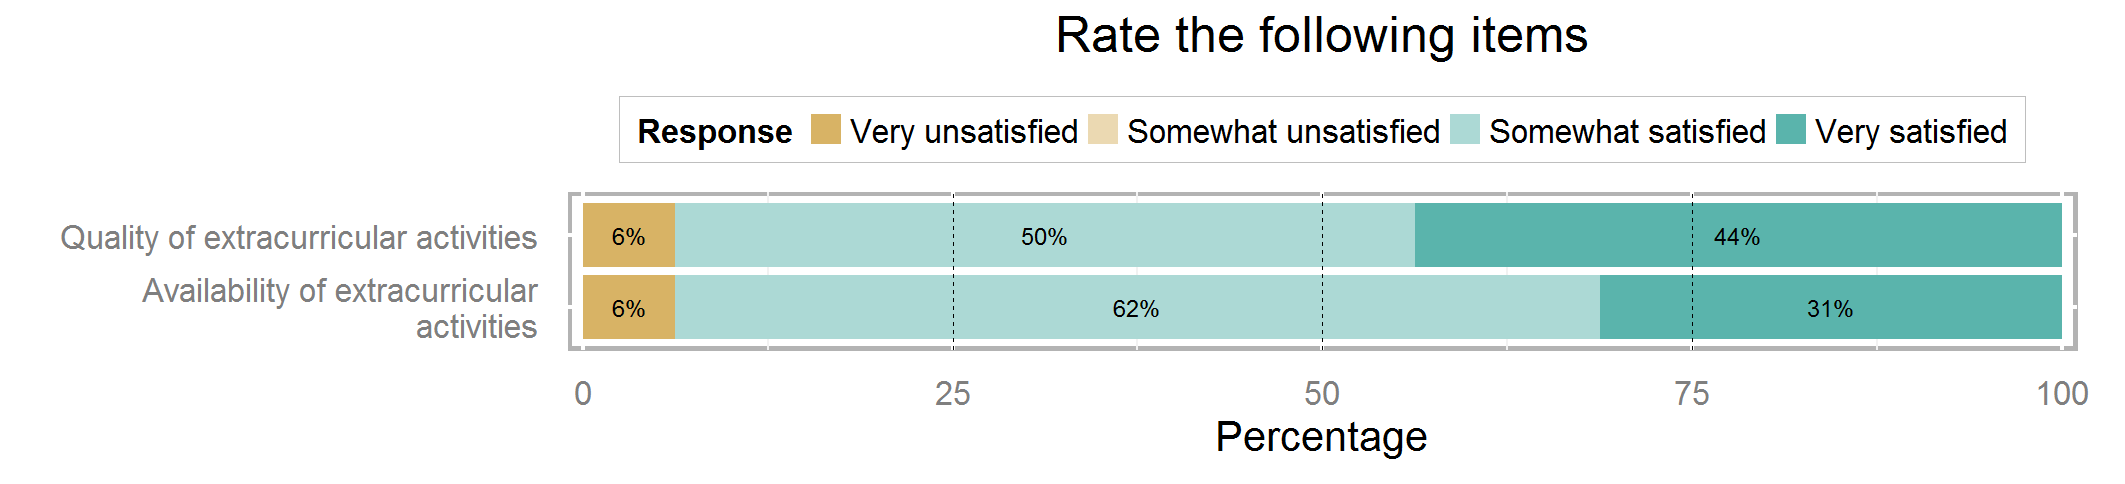 Rate the following items
Response Very unsatisfied Somewhat unsatisfied Somewhat satisfied Very satisfied
Quality of extracurricular activities 6% 50% 44%
Availability of extracurricular
activities
6% 62% 31%
0 25 50 75 100
Percentage